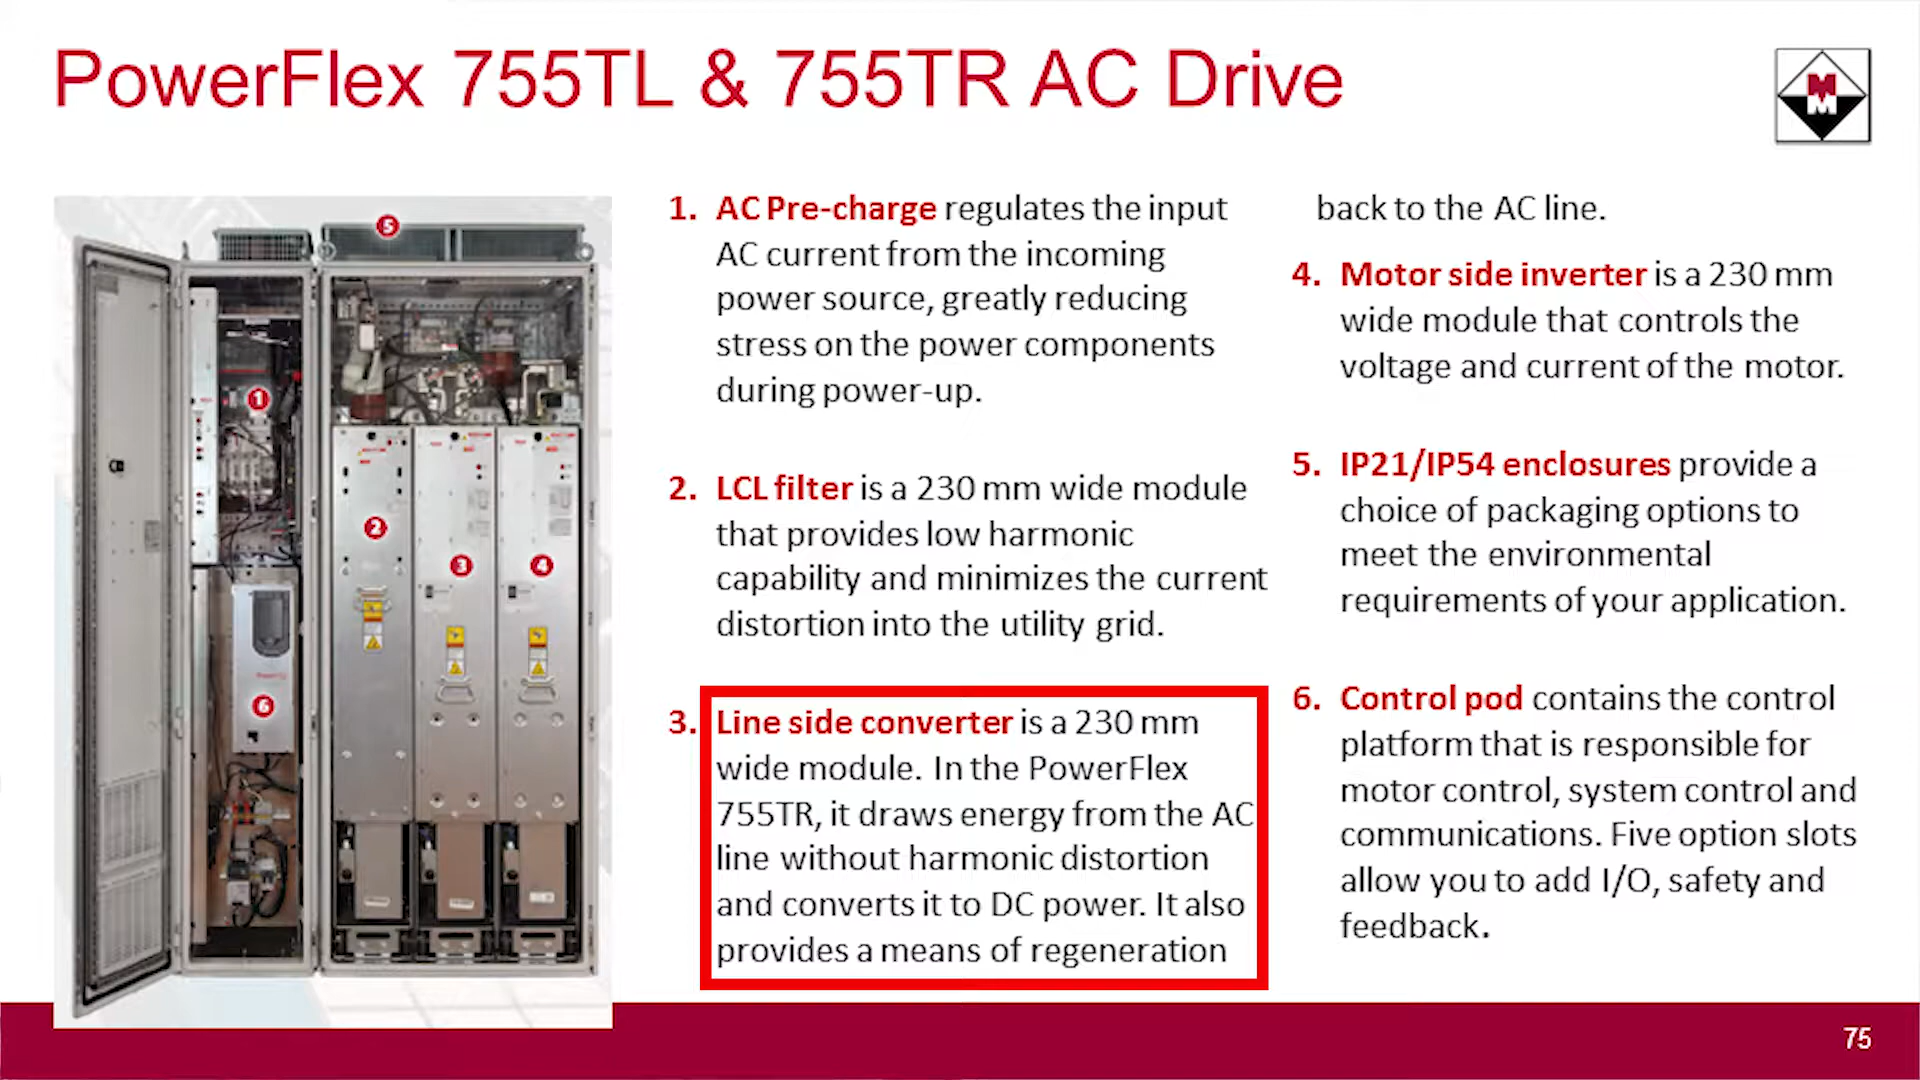 PowerFlex 755TL & 755TR AC Drive
M
M
5
1
2
3
4
6
1. AC Pre-charge regulates the input
AC current from the incoming
power source, greatly reducing
stress on the power components
during power-up.
2. LCL filter is a 230 mm wide module
that provides low harmonic
capability and minimizes the current
distortion into the utility grid.
3. Line side converter is a 230 mm
wide module. In the PowerFlex
755TR, it draws energy from the AC
line without harmonic distortion
and converts it to DC power. It also
provides a means of regeneration
back to the AC line.
4. Motor side inverter is a 230 mm
wide module that controls the
voltage and current of the motor.
5. IP21/IP54 enclosures provide a
choice of packaging options to
meet the environmental
requirements of your application.
6. Control pod contains the control
platform that is responsible for
motor control, system control and
communications. Five option slots
allow you to add I/O, safety and
feedback.
75